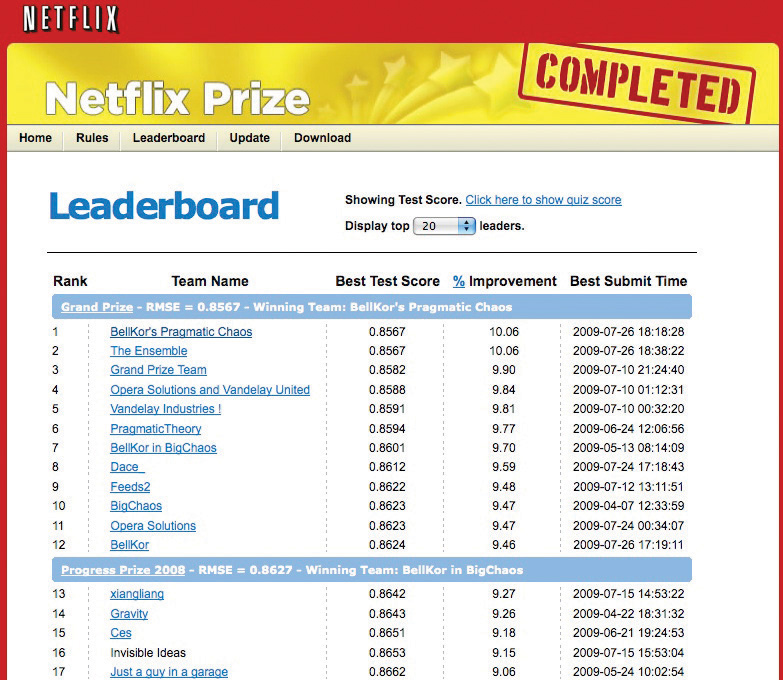 NETFLIX
Netflix Prize
COMPLETED
Home Rules Leaderboard Update Download
Leaderboard
Showing Test Score. Click here to show quiz score
Display top 20 leaders.
Rank Team Name Best Test Score % Improvement Best Submit Time
Grand Prize - RMSE = 0.8567 - Winning Team: BellKor's Pragmatic Chaos
1 BellKor's Pragmatic Chaos 0.8567 10.06 2009-07-26 18:18:28
2 The Ensemble 0.8567 10.06 2009-07-26 18:38:22
3 Grand Prize Team 0.8582 9.90 2009-07-10 21:24:40
4 Opera Solutions and Vandelay United 0.8588 9.84 2009-07-10 01:12:31
5 Vandelay Industries ! 0.8591 9.81 2009-07-10 00:32:20
6 PragmaticTheory 0.8594 9.77 2009-06-24 12:06:56
7 BellKor in BigChaos 0.8601 9.70 2009-05-13 08:14:09
8 Dace_ 0.8612 9.59 2009-07-24 17:18:43
9 Feeds2 0.8622 9.48 2009-07-12 13:11:51
10 BigChaos 0.8623 9.47 2009-04-07 12:33:59
11 Opera Solutions 0.8623 9.47 2009-07-24 00:34:07
12 BellKor 0.8624 9.46 2009-07-26 17:19:11
Progress Prize 2008 - RMSE = 0.8627 - Winning Team: BellKor in BigChaos
13 xiangliang 0.8642 9.27 2009-07-15 14:53:22
14 Gravity 0.8643 9.26 2009-04-22 18:31:32
15 Ces 0.8651 9.18 2009-06-21 19:24:53
16 Invisible Ideas 0.8653 9.15 2009-07-15 15:53:04
17 Just a guy in a garage 0.8662 9.06 2009-05-24 10:02:54